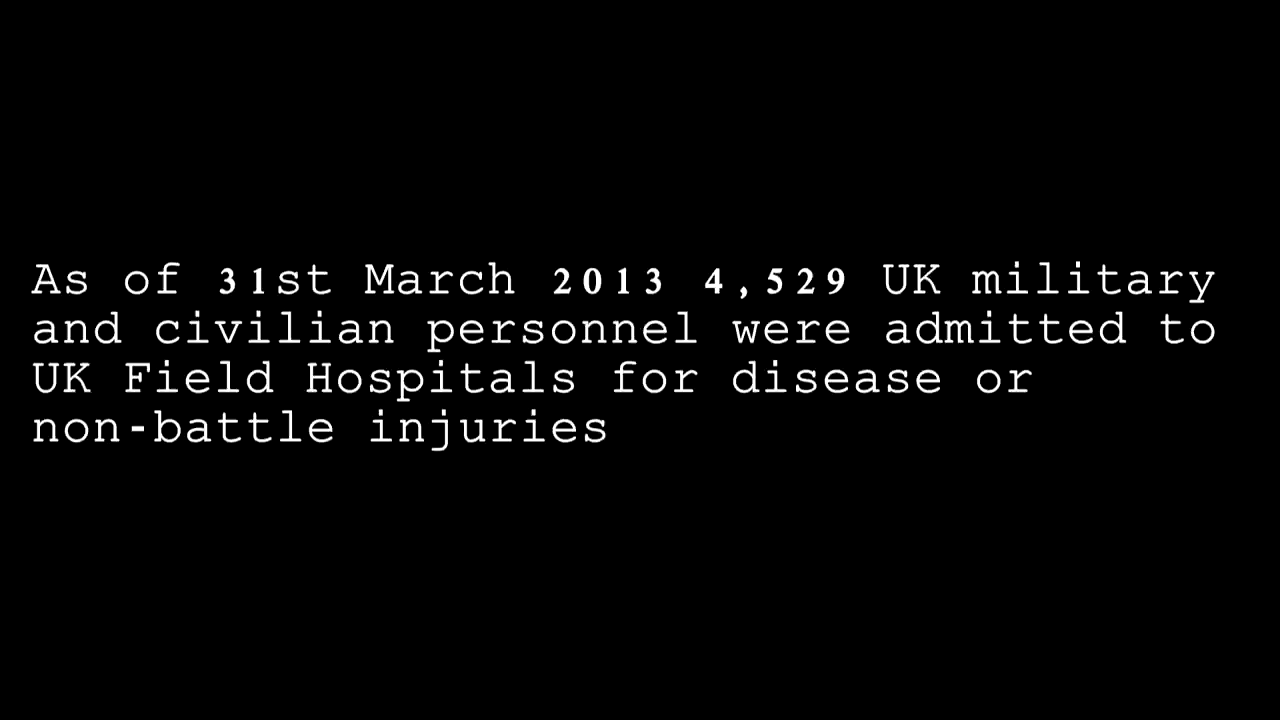 As of 31st March 2013 4,529 UK military
and civilian personnel were admitted to
UK Field Hospitals for disease or
non-battle injuries